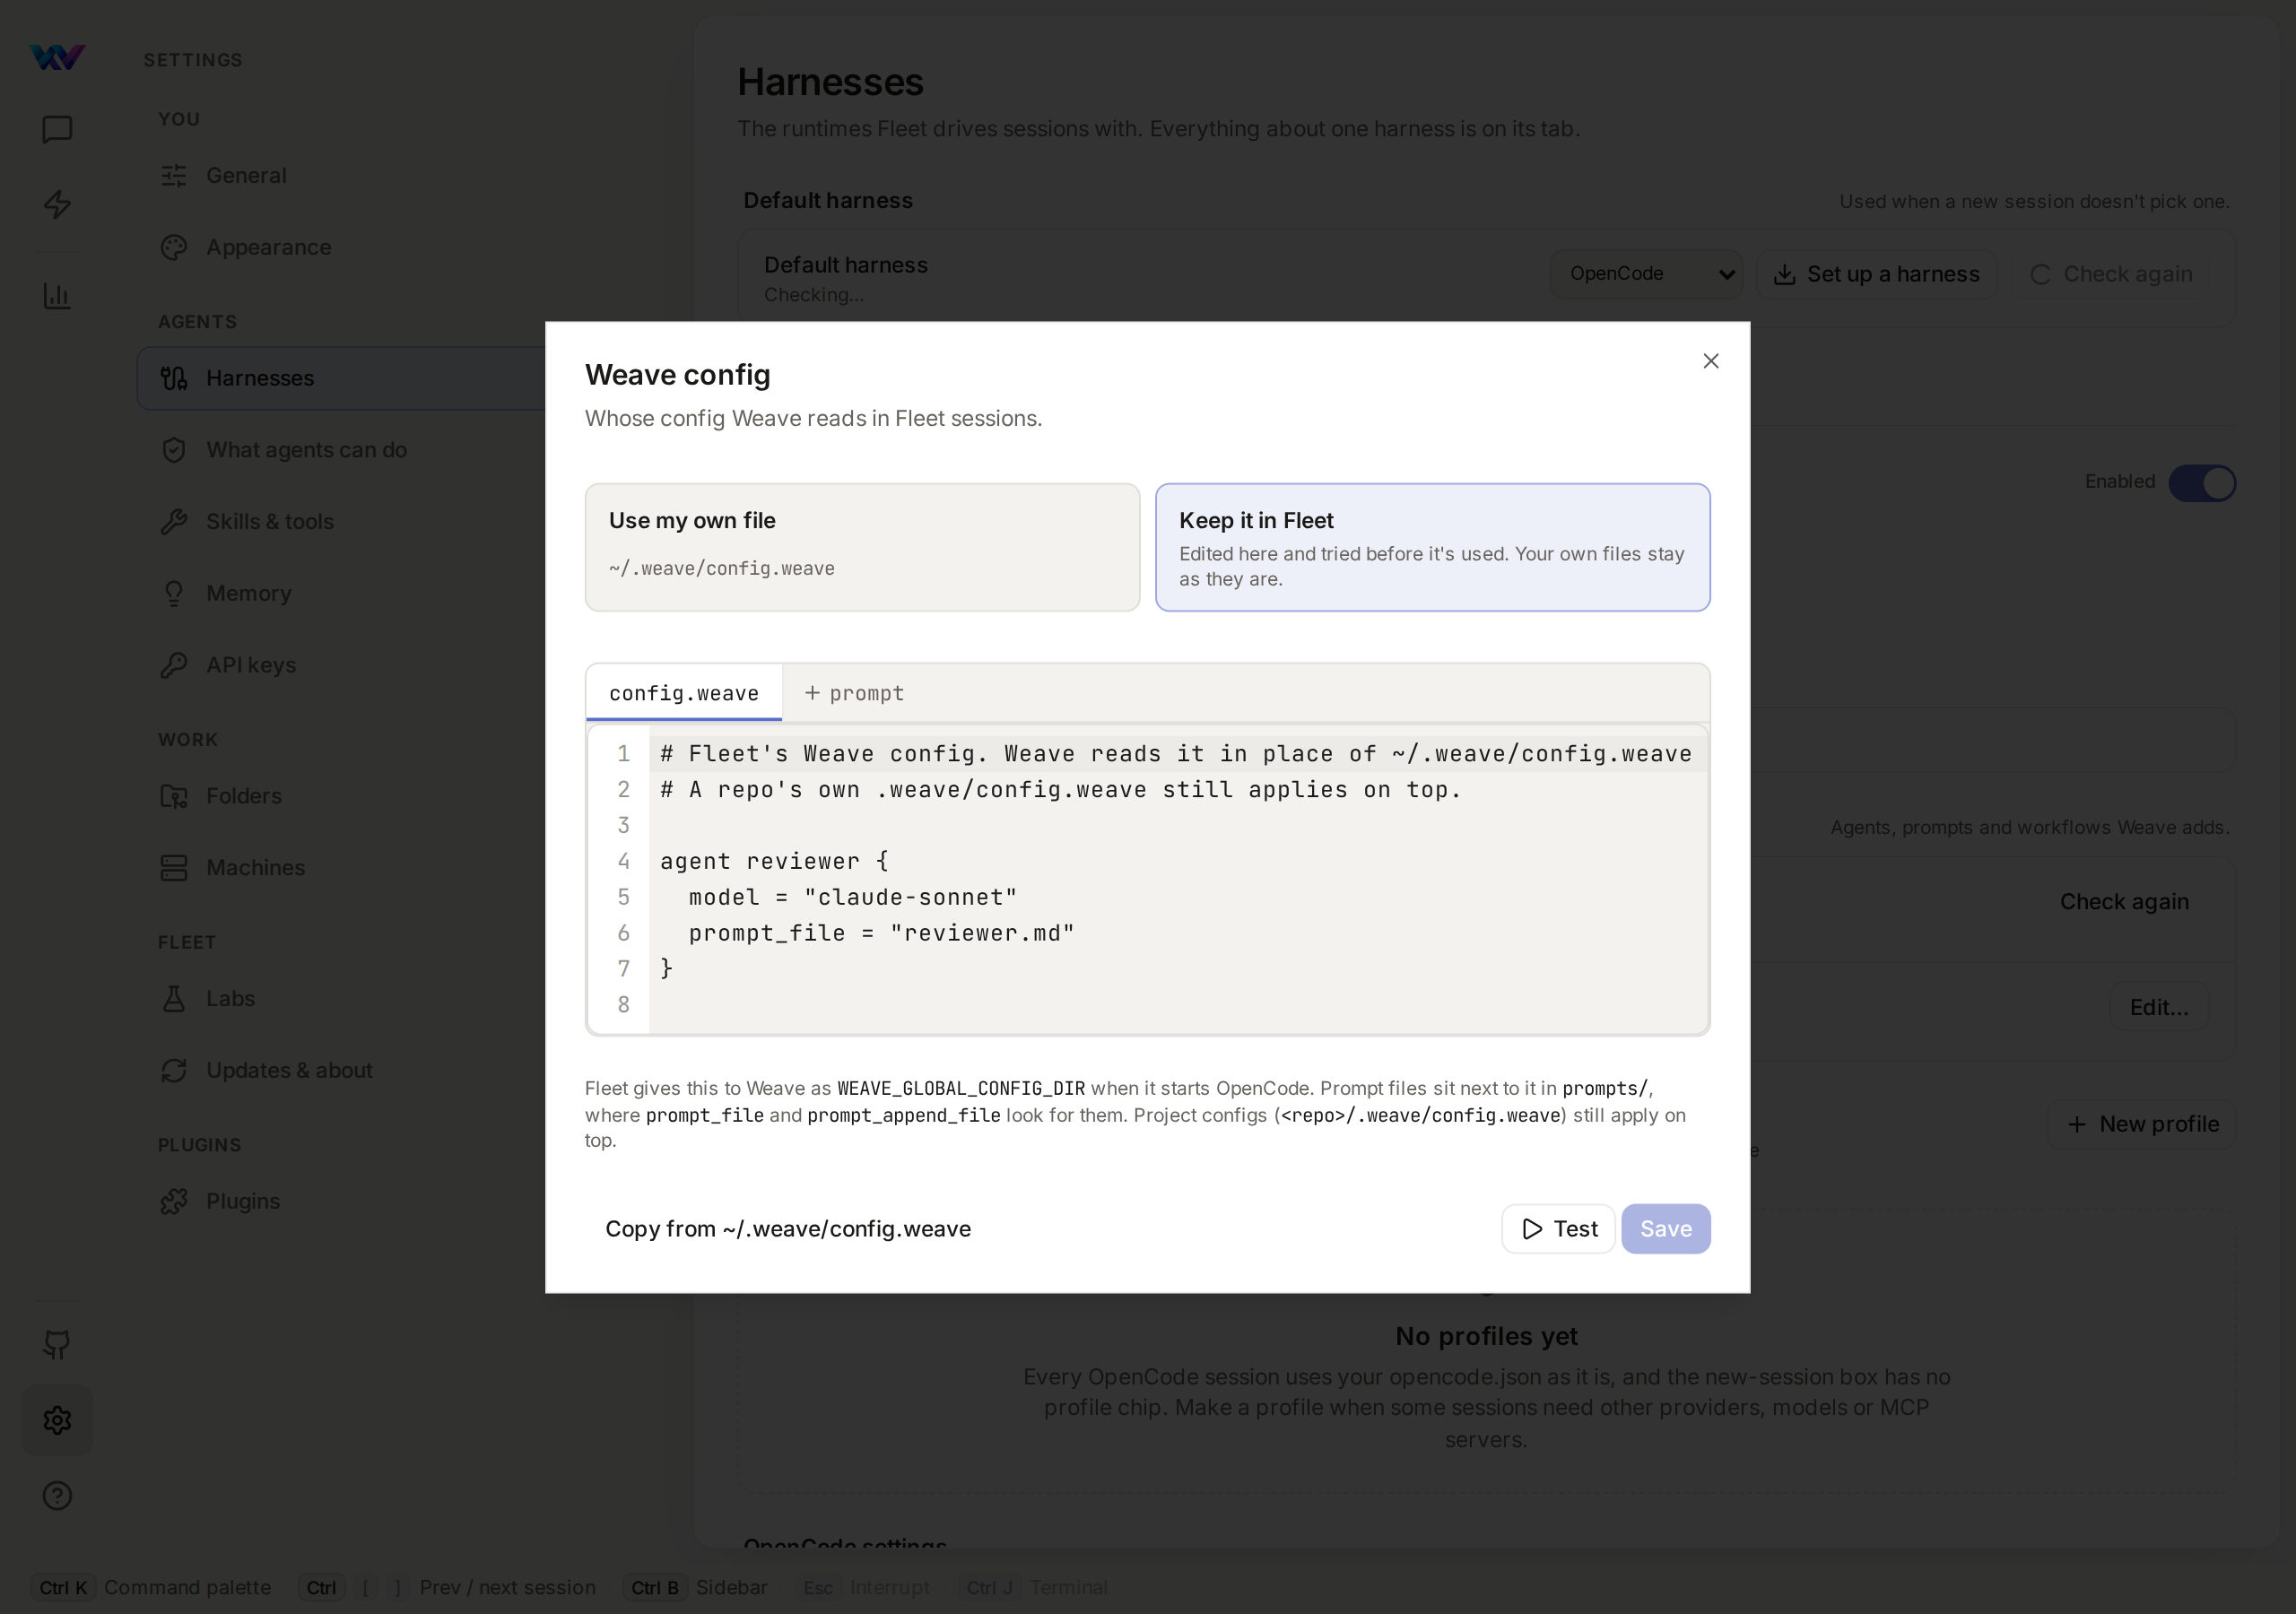 SETTINGS
YOU
General
Appearance
AGENTS
Harnesses
What agents can do
Skills & tools
Memory
API keys
WORK
Folders
Machines
FLEET
Labs
Updates & about
PLUGINS
Plugins
Harnesses
The runtimes Fleet drives sessions with. Everything about one harness is on its tab.
Default harness
Used when a new session doesn't pick one.
Default harness
Checking...
OpenCode
Set up a harness
Check again
Enabled
Agents, prompts and workflows Weave adds.
Check again
Edit...
New profile
Weave config
Whose config Weave reads in Fleet sessions.
Use my own file
~/.weave/config.weave
Keep it in Fleet
Edited here and tried before it's used. Your own files stay
as they are.
config.weave
+ prompt
1 # Fleet's Weave config. Weave reads it in place of ~/.weave/config.weave
2 # A repo's own .weave/config.weave still applies on top.
3
4 agent reviewer {
5 model = "claude-sonnet"
6 prompt_file = "reviewer.md"
7 }
8
Fleet gives this to Weave as WEAVE_GLOBAL_CONFIG_DIR when it starts OpenCode. Prompt files sit next to it in prompts/,
where prompt_file and prompt_append_file look for them. Project configs (<repo>/.weave/config.weave) still apply on
top.
Copy from ~/.weave/config.weave
Test
Save
No profiles yet
Every OpenCode session uses your opencode.json as it is, and the new-session box has no
profile chip. Make a profile when some sessions need other providers, models or MCP
servers.
OpenCode settings
Ctrl K Command palette · Ctrl [ ] Prev / next session · Ctrl B Sidebar Esc Interrupt Ctrl J Terminal